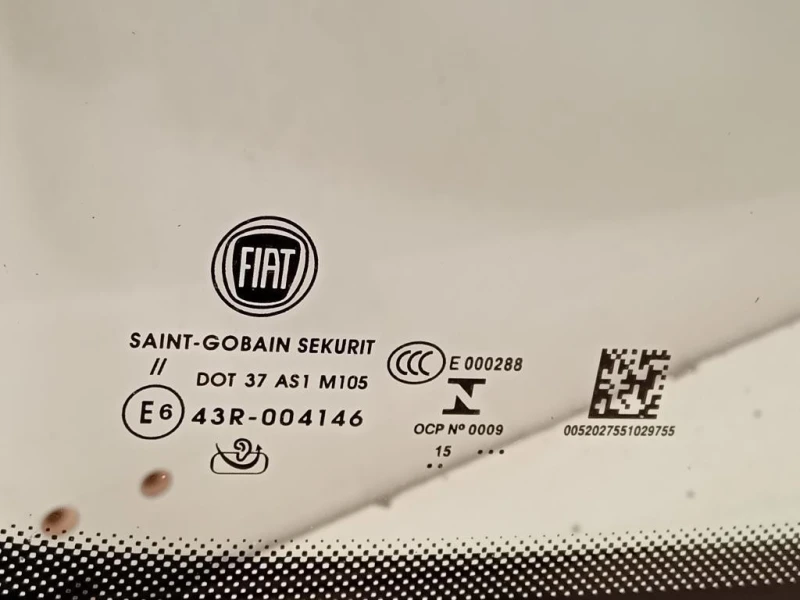 FIAT
SAINT-GOBAIN SEKURIT
//
DOT 37 AS1 M105
E6 43R-004146
CCC E 000288
N
OCP Nº 0009
15 ...
..
0052027551029755